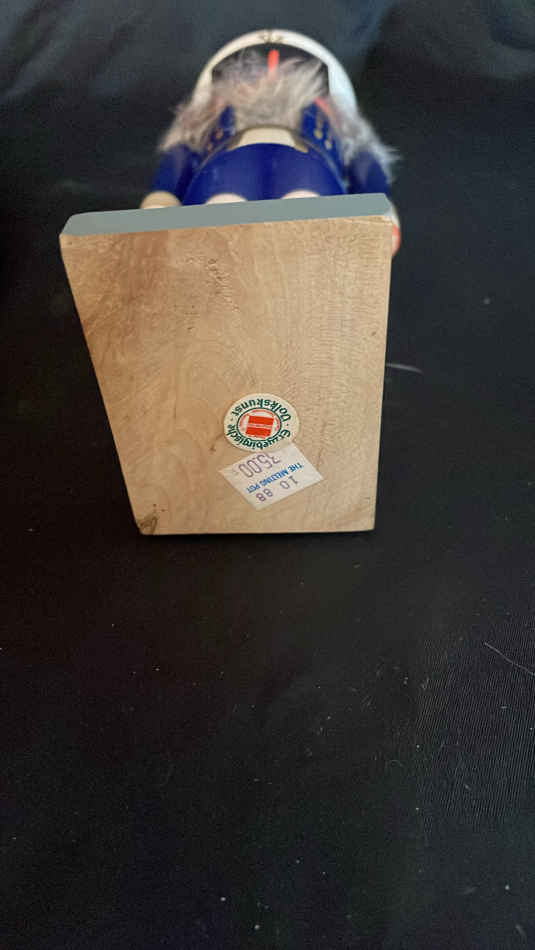 Erzgebirgische
Volkskunst
35.00
THE MELTING POT
10 88